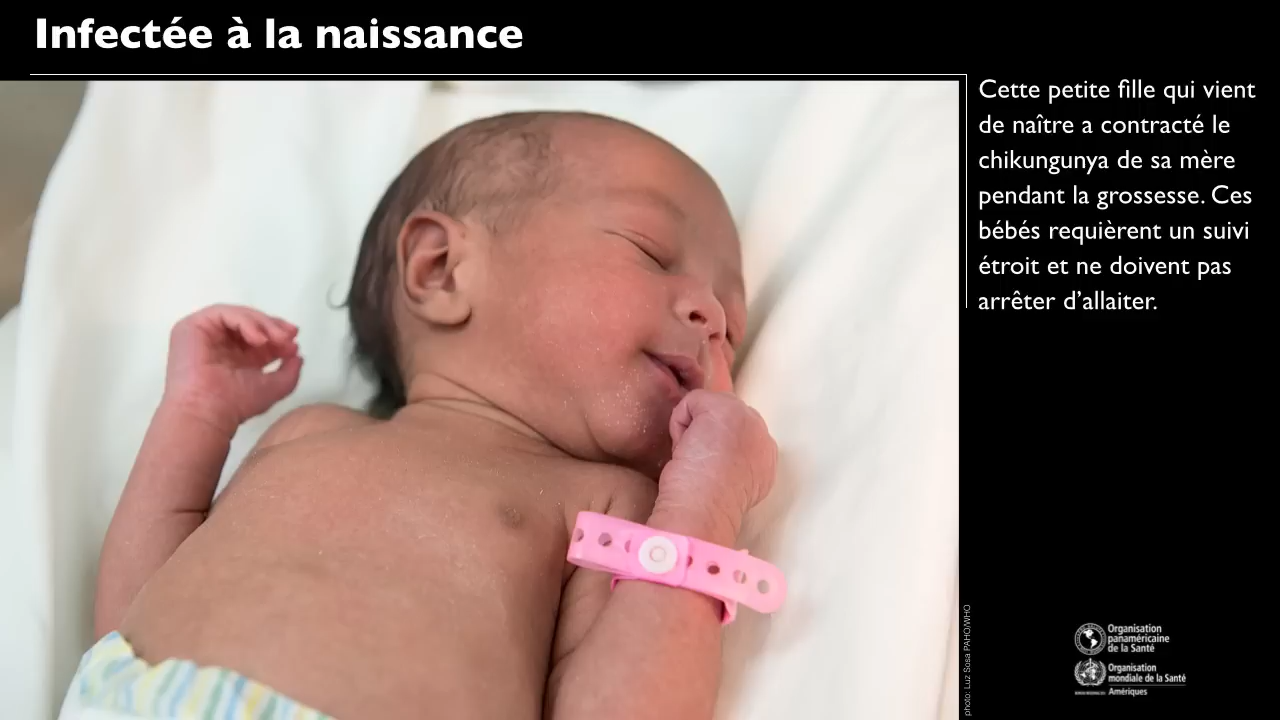 Infectée à la naissance
Cette petite fille qui vient
de naître a contracté le
chikungunya de sa mère
pendant la grossesse. Ces
bébés requièrent un suivi
étroit et ne doivent pas
arrêter d’allaiter.
photo: Luz Sosa PAHO/WHO
Organisation
panaméricaine
de la Santé
Organisation
mondiale de la Santé
Amériques